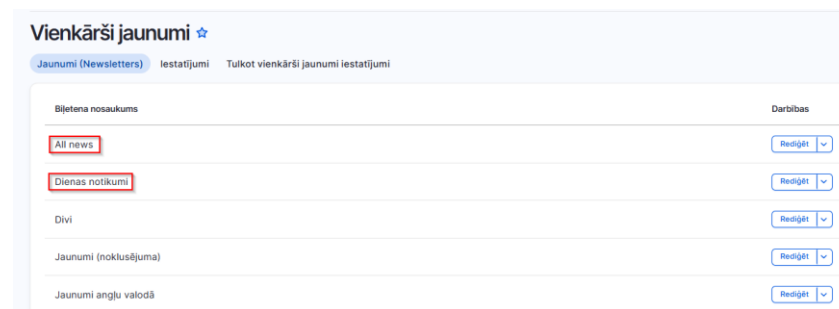 Vienkārši jaunumi
Jaunumi (Newsletters) Iestatījumi Tulkot vienkārši jaunumi iestatījumi
Biļetena nosaukums Darbības
All news Rediģēt
Dienas notikumi Rediģēt
Divi Rediģēt
Jaunumi (noklusējuma) Rediģēt
Jaunumi angļu valodā Rediģēt